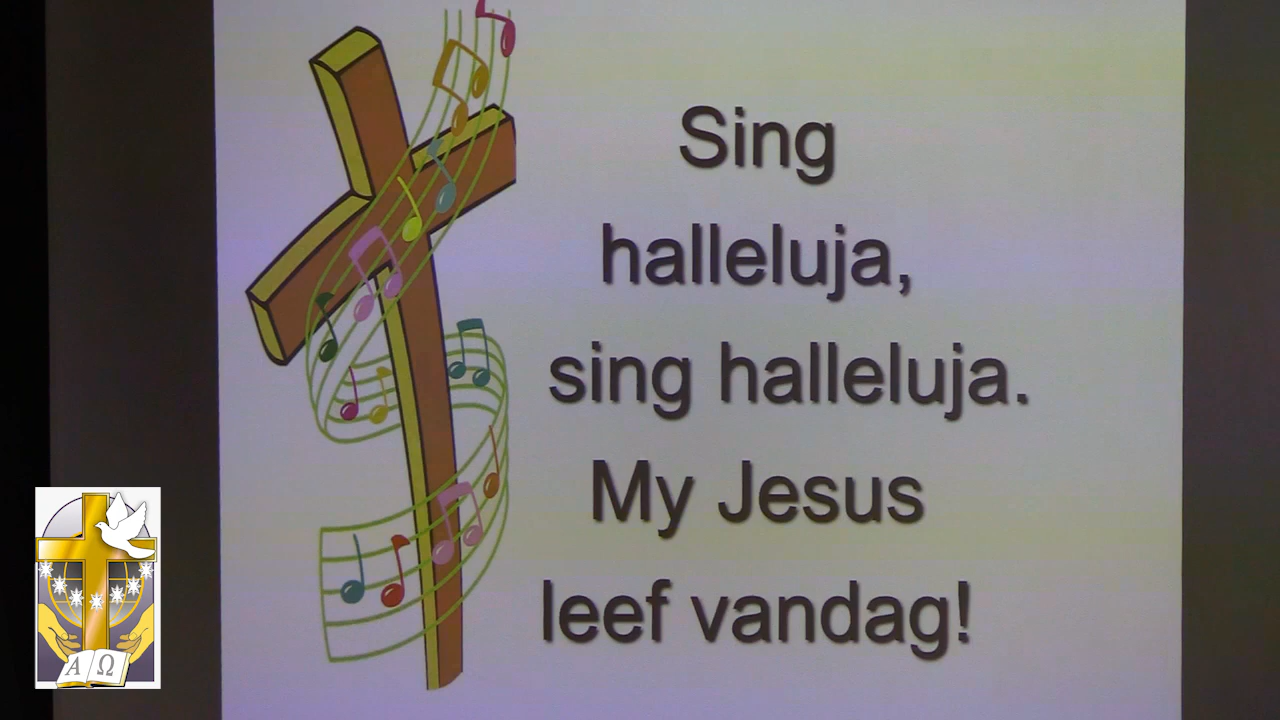 Sing
halleluja,
sing halleluja.
My Jesus
leef vandag!
Α Ω